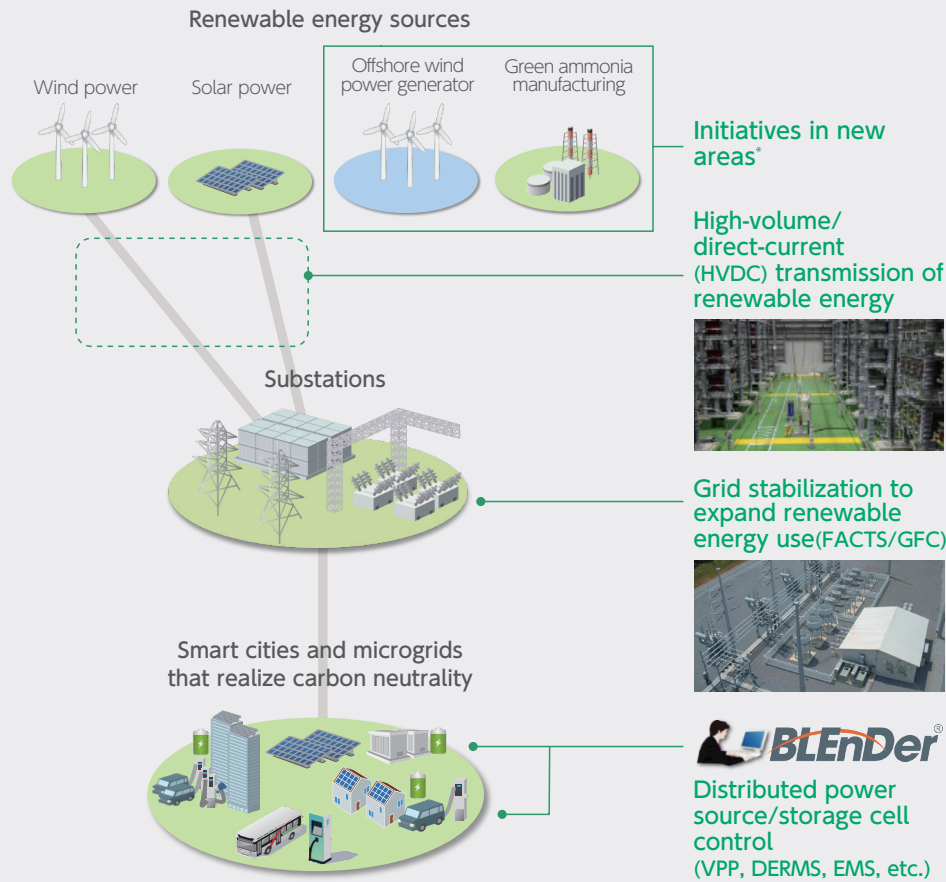 Renewable energy sources
Wind power
Solar power
Offshore wind
power generator
Green ammonia
manufacturing
Initiatives in new
areas*
High-volume/
direct-current
(HVDC) transmission of
renewable energy
Substations
Grid stabilization to
expand renewable
energy use(FACTS/GFC)
Smart cities and microgrids
that realize carbon neutrality
BLEnDer®
Distributed power
source/storage cell
control
(VPP, DERMS, EMS, etc.)